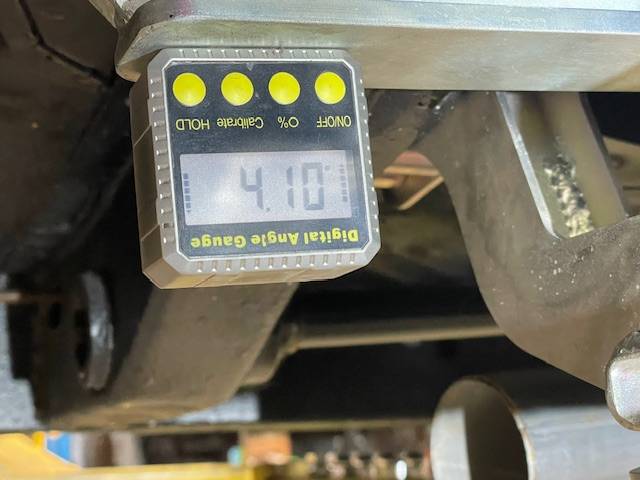 Digital Angle Gauge
4.10°
ON/OFF 0% Calibrate HOLD